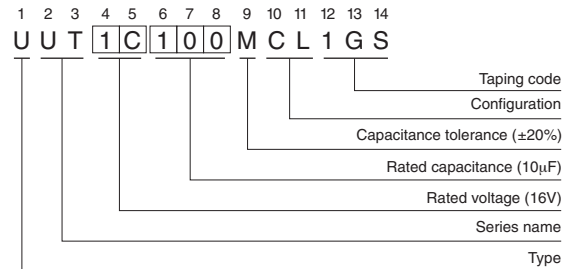 1 2 3 4 5 6 7 8 9 10 11 12 13 14
U U T 1 C 1 0 0 M C L 1 G S
Taping code
Configuration
Capacitance tolerance (±20%)
Rated capacitance (10μF)
Rated voltage (16V)
Series name
Type